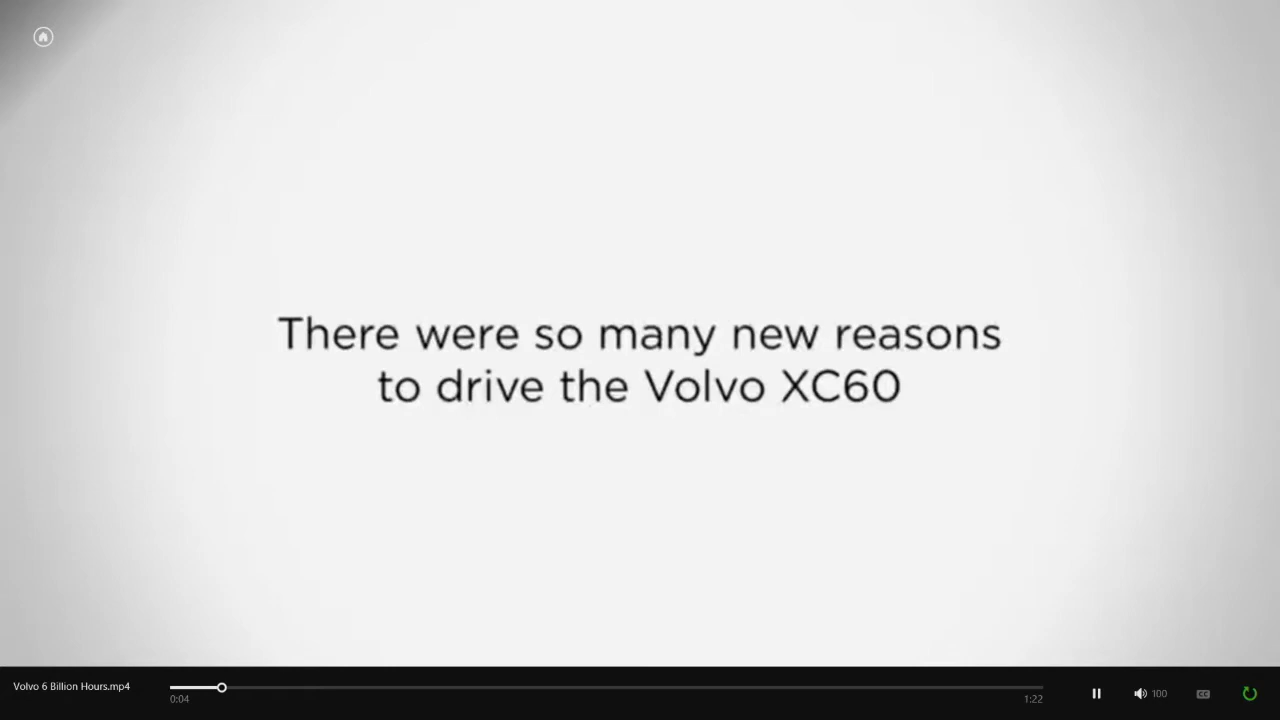 There were so many new reasons
to drive the Volvo XC60
Volvo 6 Billion Hours.mp4
0:04
1:22
100
CC